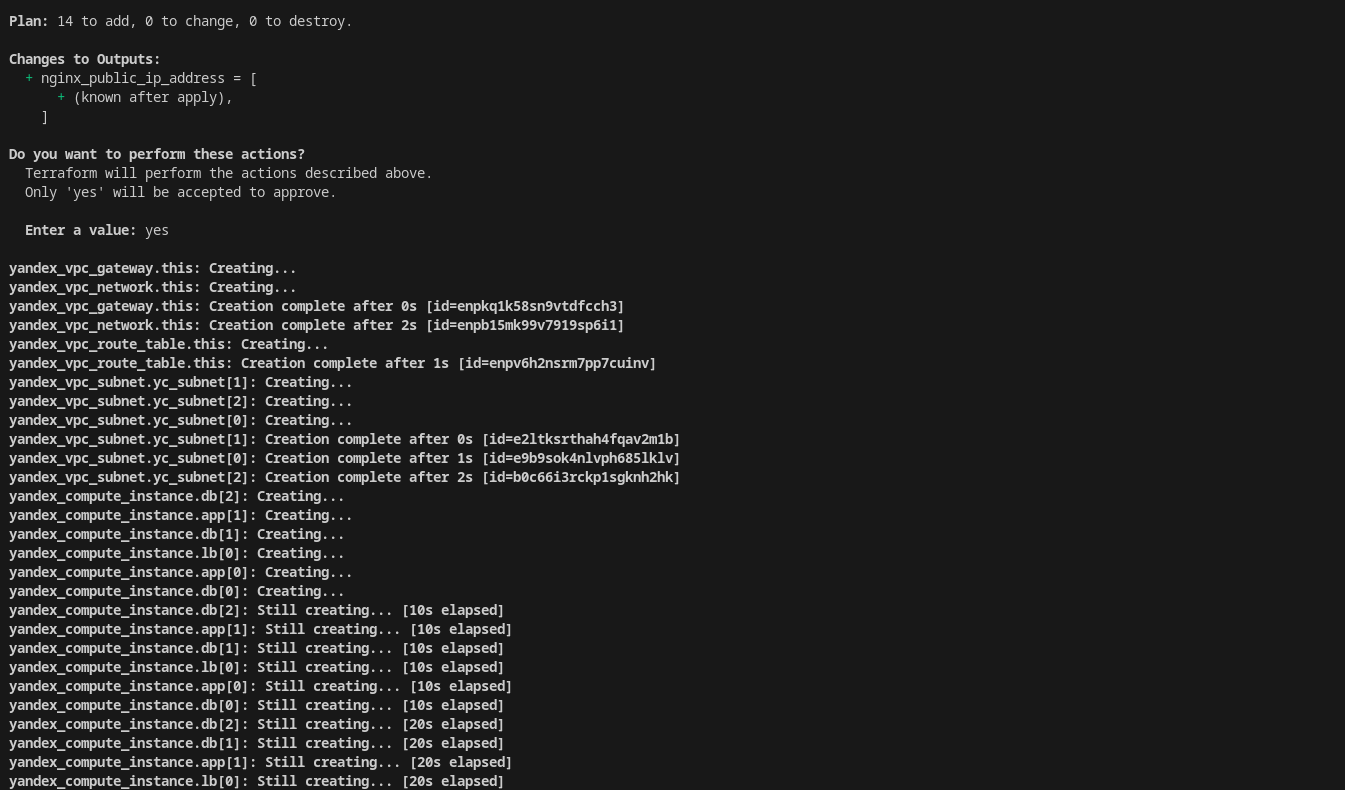 Plan: 14 to add, 0 to change, 0 to destroy.
Changes to Outputs:
+ nginx_public_ip_address = [
+ (known after apply),
]
Do you want to perform these actions?
Terraform will perform the actions described above.
Only 'yes' will be accepted to approve.
Enter a value: yes
yandex_vpc_gateway.this: Creating...
yandex_vpc_network.this: Creating...
yandex_vpc_gateway.this: Creation complete after 0s [id=enpkq1k58sn9vtdfcch3]
yandex_vpc_network.this: Creation complete after 2s [id=enpb15mk99v7919sp6i1]
yandex_vpc_route_table.this: Creating...
yandex_vpc_route_table.this: Creation complete after 1s [id=enpv6h2nsrm7pp7cuinv]
yandex_vpc_subnet.yc_subnet[1]: Creating...
yandex_vpc_subnet.yc_subnet[2]: Creating...
yandex_vpc_subnet.yc_subnet[0]: Creating...
yandex_vpc_subnet.yc_subnet[1]: Creation complete after 0s [id=e2ltksrthah4fqav2m1b]
yandex_vpc_subnet.yc_subnet[0]: Creation complete after 1s [id=e9b9sok4nlvph685lklv]
yandex_vpc_subnet.yc_subnet[2]: Creation complete after 2s [id=b0c66i3rckp1sgknh2hk]
yandex_compute_instance.db[2]: Creating...
yandex_compute_instance.app[1]: Creating...
yandex_compute_instance.db[1]: Creating...
yandex_compute_instance.lb[0]: Creating...
yandex_compute_instance.app[0]: Creating...
yandex_compute_instance.db[0]: Creating...
yandex_compute_instance.db[2]: Still creating... [10s elapsed]
yandex_compute_instance.app[1]: Still creating... [10s elapsed]
yandex_compute_instance.db[1]: Still creating... [10s elapsed]
yandex_compute_instance.lb[0]: Still creating... [10s elapsed]
yandex_compute_instance.app[0]: Still creating... [10s elapsed]
yandex_compute_instance.db[0]: Still creating... [10s elapsed]
yandex_compute_instance.db[2]: Still creating... [20s elapsed]
yandex_compute_instance.db[1]: Still creating... [20s elapsed]
yandex_compute_instance.app[1]: Still creating... [20s elapsed]
yandex_compute_instance.lb[0]: Still creating... [20s elapsed]